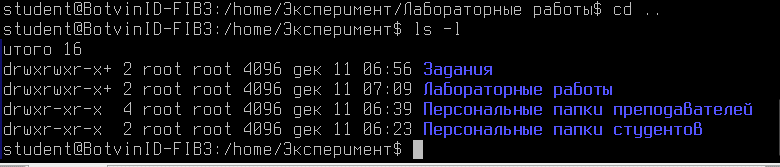 student@BotvinID-FIB3:/home/Эксперимент/Лабораторные работы$ cd ..
student@BotvinID-FIB3:/home/Эксперимент$ ls -l
итого 16
drwxrwxr-x+ 2 root root 4096 дек 11 06:56 Задания
drwxrwxr-x+ 2 root root 4096 дек 11 07:09 Лабораторные работы
drwxr-xr-x  4 root root 4096 дек 11 06:39 Персональные папки преподавателей
drwxr-xr-x  2 root root 4096 дек 11 06:23 Персональные папки студентов
student@BotvinID-FIB3:/home/Эксперимент$